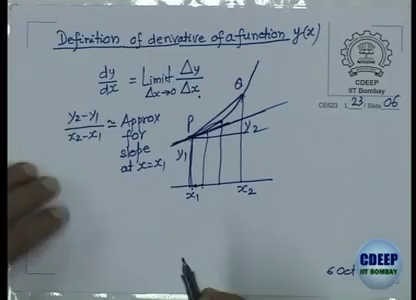 Definition of derivative of a function y(x)
dy/dx = Limit Δx→0 Δy/Δx.
y2-y1/x2-x1 ≃ Approx for slope at x=x1
P
Q
y1
y2
x1
x2
CDEEP
IIT Bombay
CE623 L 23 / Slide 06
CDEEP
IIT BOMBAY
6 Oct